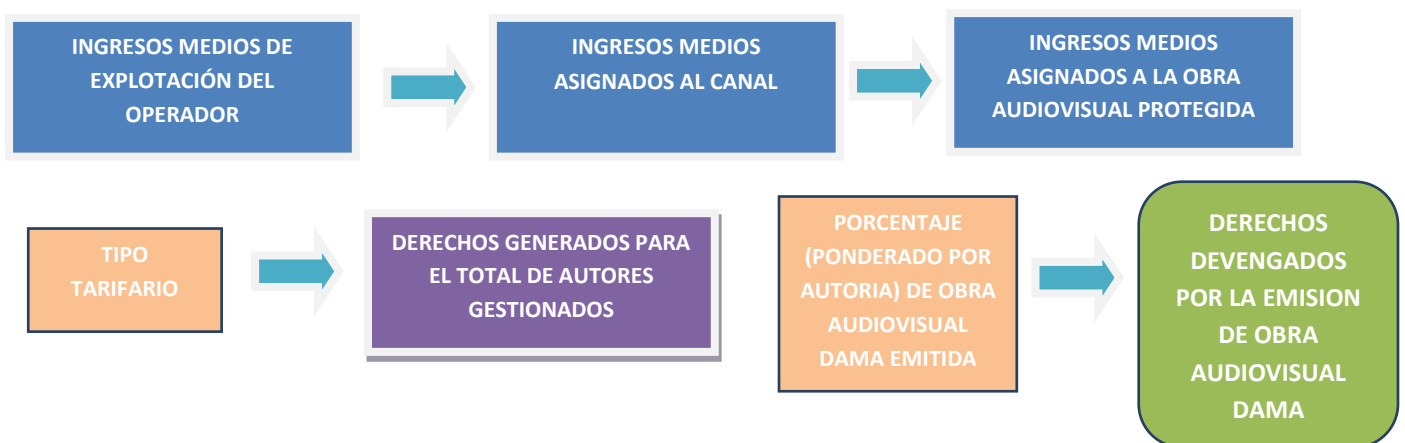 INGRESOS MEDIOS DE
EXPLOTACIÓN DEL
OPERADOR
INGRESOS MEDIOS
ASIGNADOS AL CANAL
INGRESOS MEDIOS
ASIGNADOS A LA OBRA
AUDIOVISUAL PROTEGIDA
TIPO
TARIFARIO
DERECHOS GENERADOS PARA
EL TOTAL DE AUTORES
GESTIONADOS
PORCENTAJE
(PONDERADO POR
AUTORIA) DE OBRA
AUDIOVISUAL
DAMA EMITIDA
DERECHOS
DEVENGADOS
POR LA EMISION
DE OBRA
AUDIOVISUAL
DAMA